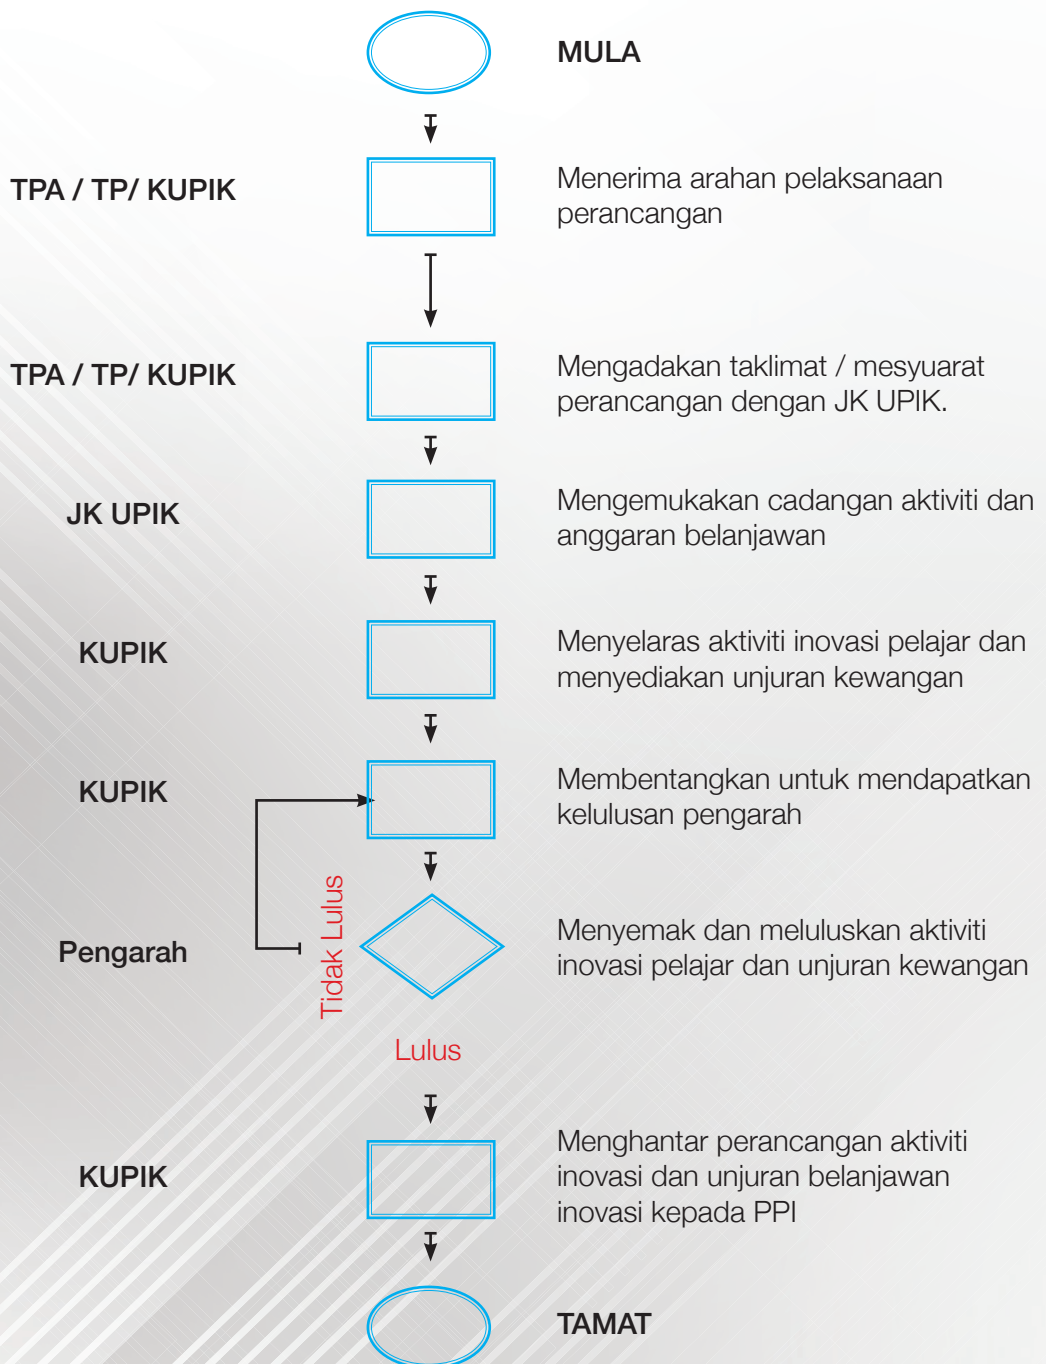 MULA
TPA / TP/ KUPIK
Menerima arahan pelaksanaan
perancangan
TPA / TP/ KUPIK
Mengadakan taklimat / mesyuarat
perancangan dengan JK UPIK.
JK UPIK
Mengemukakan cadangan aktiviti dan
anggaran belanjawan
KUPIK
Menyelaras aktiviti inovasi pelajar dan
menyediakan unjuran kewangan
KUPIK
Membentangkan untuk mendapatkan
kelulusan pengarah
Pengarah
Tidak Lulus
Menyemak dan meluluskan aktiviti
inovasi pelajar dan unjuran kewangan
Lulus
KUPIK
Menghantar perancangan aktiviti
inovasi dan unjuran belanjawan
inovasi kepada PPI
TAMAT